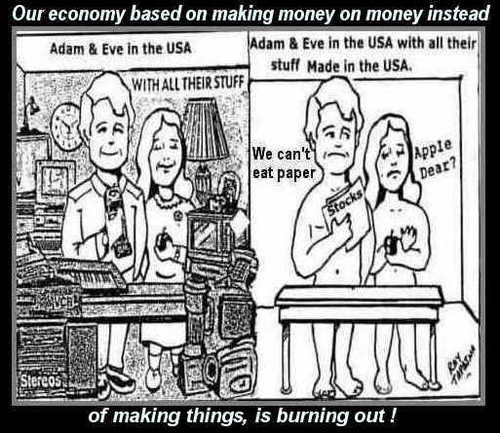 Our economy based on making money on money instead
Adam & Eve in the USA
WITH ALL THEIR STUFF
Stereos
Adam & Eve in the USA with all their
stuff Made in the USA.
We can't
eat paper
Stocks
Apple
Dear?
of making things, is burning out !